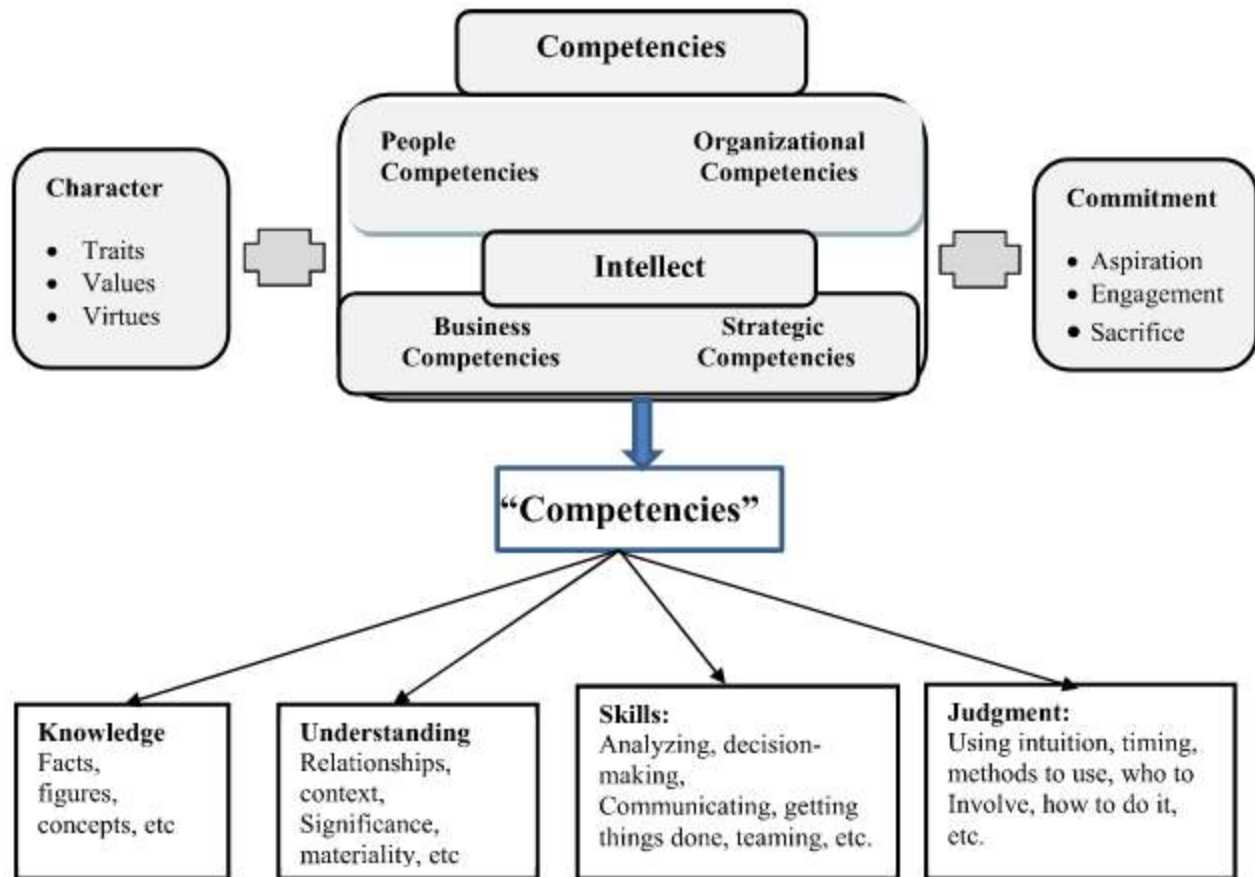 Competencies
People
Competencies
Organizational
Competencies
Character
• Traits
• Values
• Virtues
Intellect
Business
Competencies
Strategic
Competencies
Commitment
• Aspiration
• Engagement
• Sacrifice
“Competencies”
Knowledge
Facts,
figures,
concepts, etc
Understanding
Relationships,
context,
Significance,
materiality, etc
Skills:
Analyzing, decision-
making,
Communicating, getting
things done, teaming, etc.
Judgment:
Using intuition, timing,
methods to use, who to
Involve, how to do it,
etc.